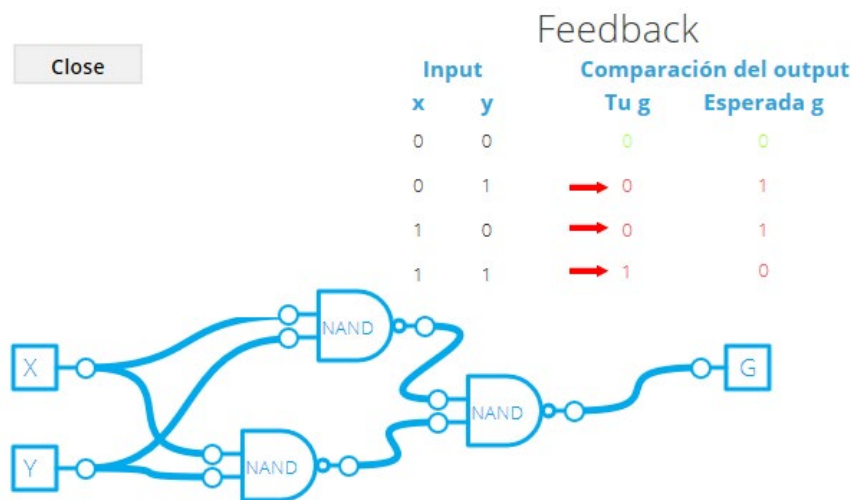 Feedback
Close
Input Comparación del output
x y Tu g Esperada g
0 0 0 0
0 1 0 1
1 0 0 1
1 1 1 0
NAND
X
G
NAND
Y
NAND